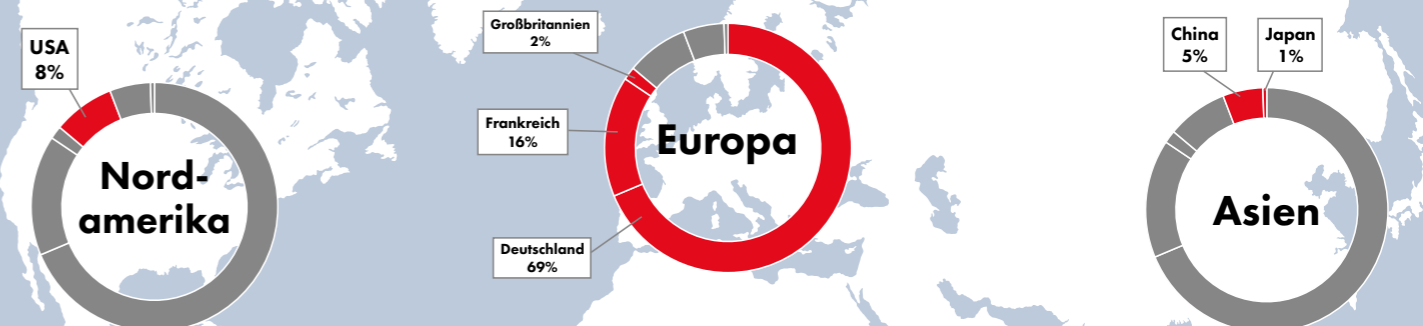 USA
8%
Nord-
amerika
Großbritannien
2%
Frankreich
16%
Europa
Deutschland
69%
China
5%
Japan
1%
Asien